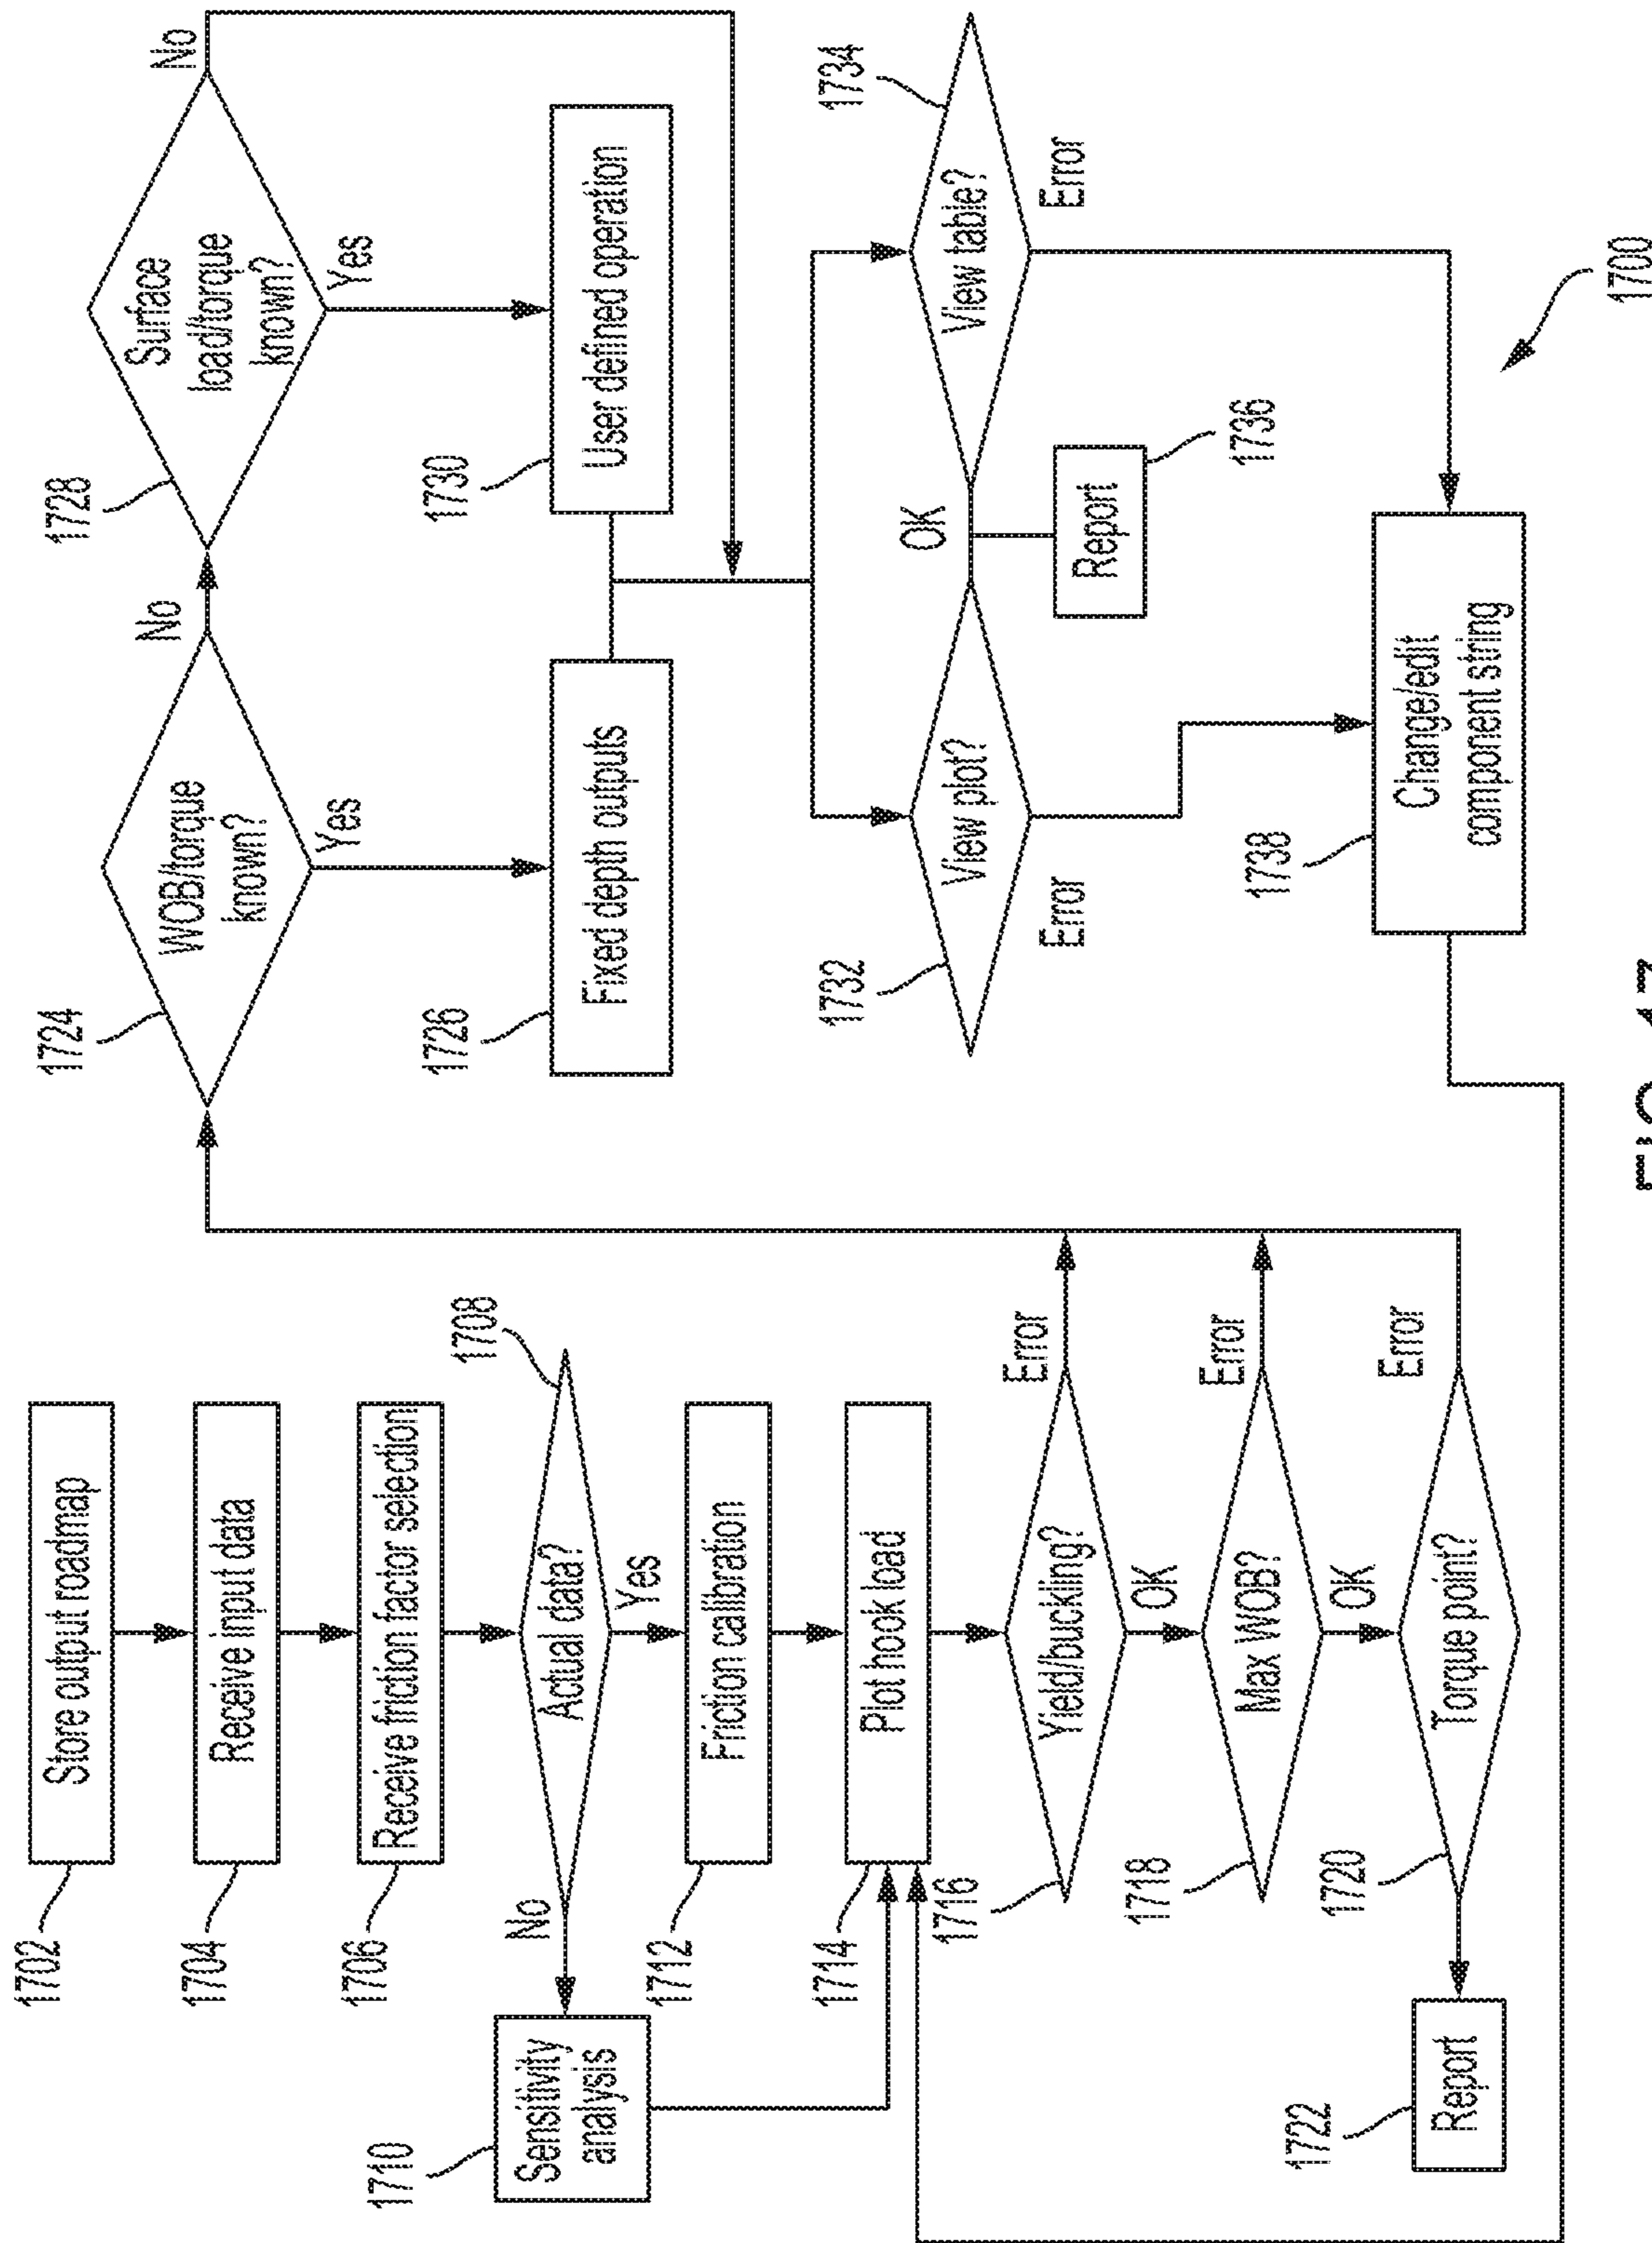 1702
Store output roadmap
1704
Receive input data
1706
Receive friction factor selection
1708
Actual data?
No
Yes
1710
Sensitivity
analysis
1712
Friction calibration
1714
Plot hook load
1716
Yield/buckling?
Error
OK
1718
Max WOB?
Error
OK
1720
Torque point?
Error
1722
Report
1724
WOB/torque
known?
No
Yes
1726
Fixed depth outputs
1728
Surface
load/torque
known?
No
Yes
1730
User defined operation
1732
View plot?
Error
OK
1734
View table?
Error
1736
Report
1738
Change/edit
component string
1700